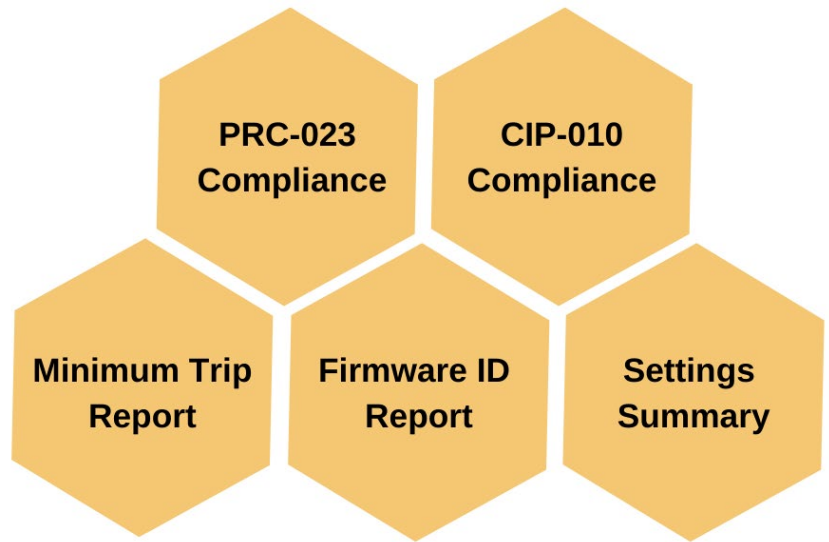 PRC-023
Compliance
CIP-010
Compliance
Minimum Trip
Report
Firmware ID
Report
Settings
Summary